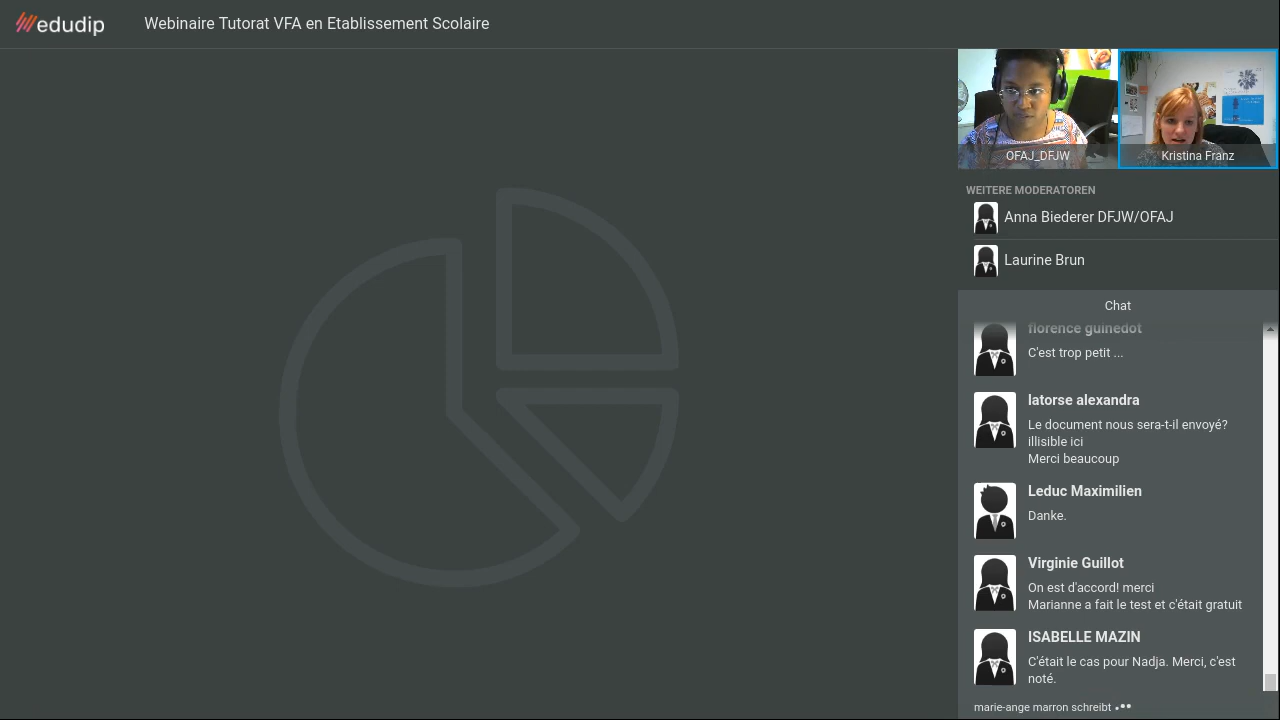 edudip
Webinaire Tutorat VFA en Etablissement Scolaire
OFAJ_DFJW
Kristina Franz
WEITERE MODERATOREN
Anna Biederer DFJW/OFAJ
Laurine Brun
Chat
florence guinedot
C'est trop petit ...
latorse alexandra
Le document nous sera-t-il envoyé?
illisible ici
Merci beaucoup
Leduc Maximilien
Danke.
Virginie Guillot
On est d'accord! merci
Marianne a fait le test et c'était gratuit
ISABELLE MAZIN
C'était le cas pour Nadja. Merci, c'est
noté.
marie-ange marron schreibt